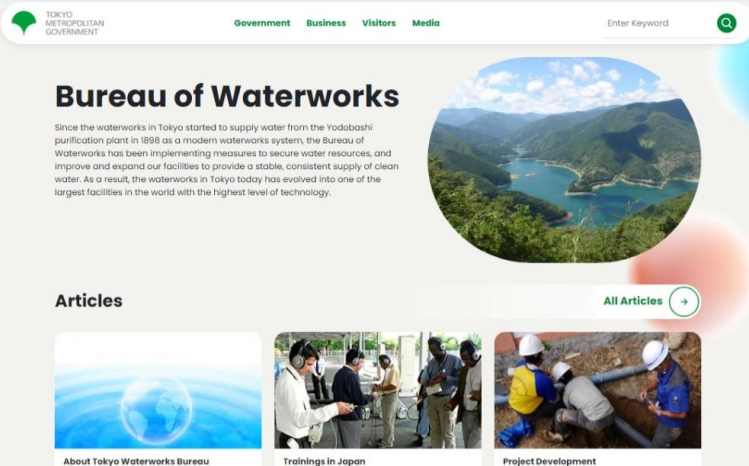 TOKYO
METROPOLITAN
GOVERNMENT
Government Business Visitors Media
Enter Keyword
Bureau of Waterworks
Since the waterworks in Tokyo started to supply water from the Yodobashi
purification plant in 1898 as a modern waterworks system, the Bureau of
Waterworks has been implementing measures to secure water resources, and
improve and expand our facilities to provide a stable, consistent supply of clean
water. As a result, the waterworks in Tokyo today has evolved into one of the
largest facilities in the world with the highest level of technology.
Articles
All Articles
About Tokyo Waterworks Bureau
Trainings in Japan
Project Development